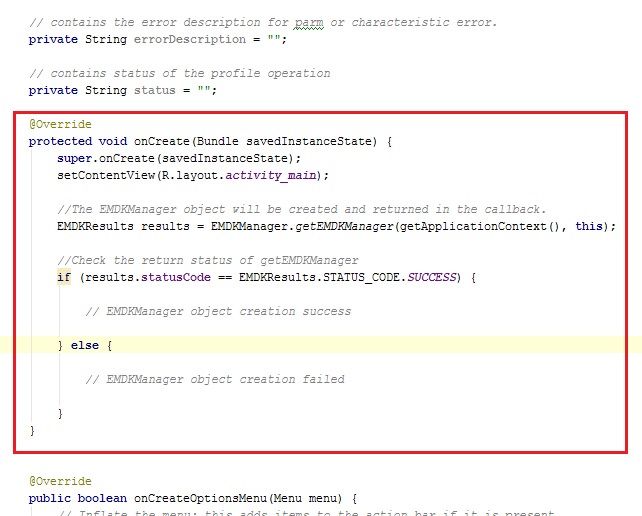 // contains the error description for parm or characteristic error.
private String errorDescription = "";
// contains status of the profile operation
private String status = "";
@Override
protected void onCreate(Bundle savedInstanceState) {
super.onCreate(savedInstanceState);
setContentView(R.layout.activity_main);
//The EMDKManager object will be created and returned in the callback.
EMDKResults results = EMDKManager.getEMDKManager(getApplicationContext(), this);
//Check the return status of getEMDKManager
if (results.statusCode == EMDKResults.STATUS_CODE.SUCCESS) {
// EMDKManager object creation success
} else {
// EMDKManager object creation failed
}
}
@Override
public boolean onCreateOptionsMenu(Menu menu) {
// Inflate the menu; this adds items to the action bar if it is present.